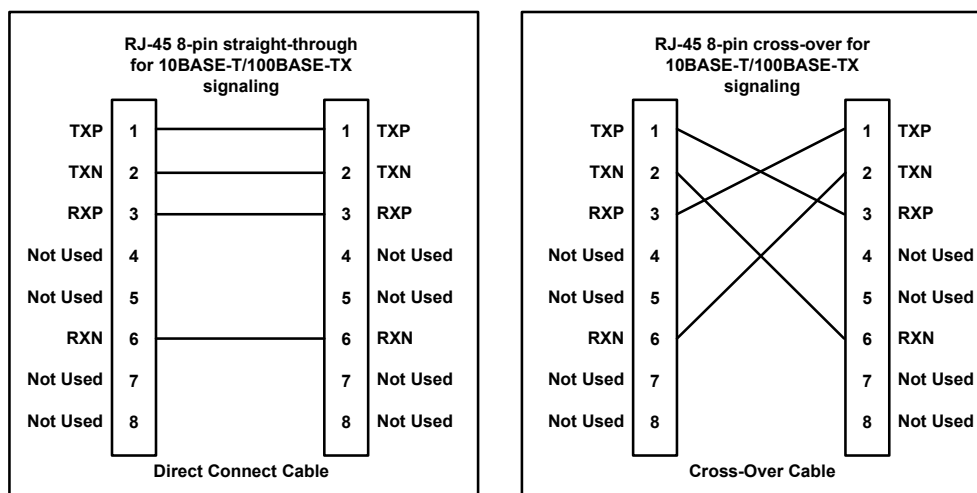 RJ-45 8-pin straight-through
for 10BASE-T/100BASE-TX
signaling
TXP 1 1 TXP
TXN 2 2 TXN
RXP 3 3 RXP
Not Used 4 4 Not Used
Not Used 5 5 Not Used
RXN 6 6 RXN
Not Used 7 7 Not Used
Not Used 8 8 Not Used
Direct Connect Cable
RJ-45 8-pin cross-over for
10BASE-T/100BASE-TX
signaling
TXP 1 1 TXP
TXN 2 2 TXN
RXP 3 3 RXP
Not Used 4 4 Not Used
Not Used 5 5 Not Used
RXN 6 6 RXN
Not Used 7 7 Not Used
Not Used 8 8 Not Used
Cross-Over Cable